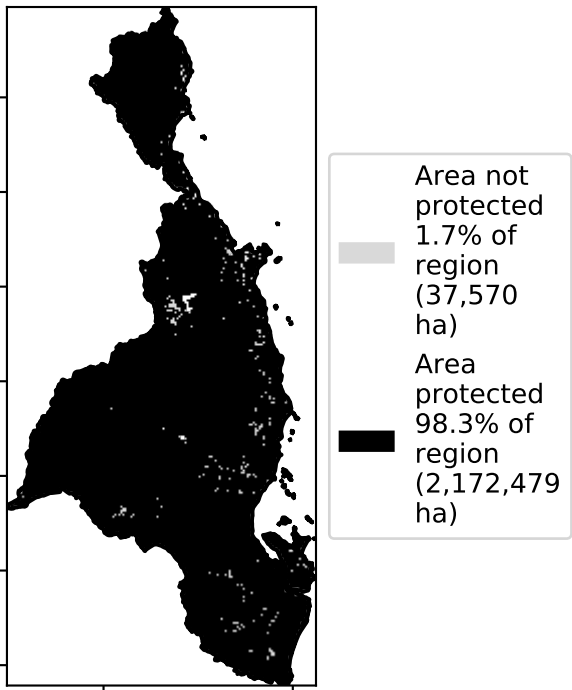 Area not
protected
1.7% of
region
(37,570
ha)
Area
protected
98.3% of
region
(2,172,479
ha)